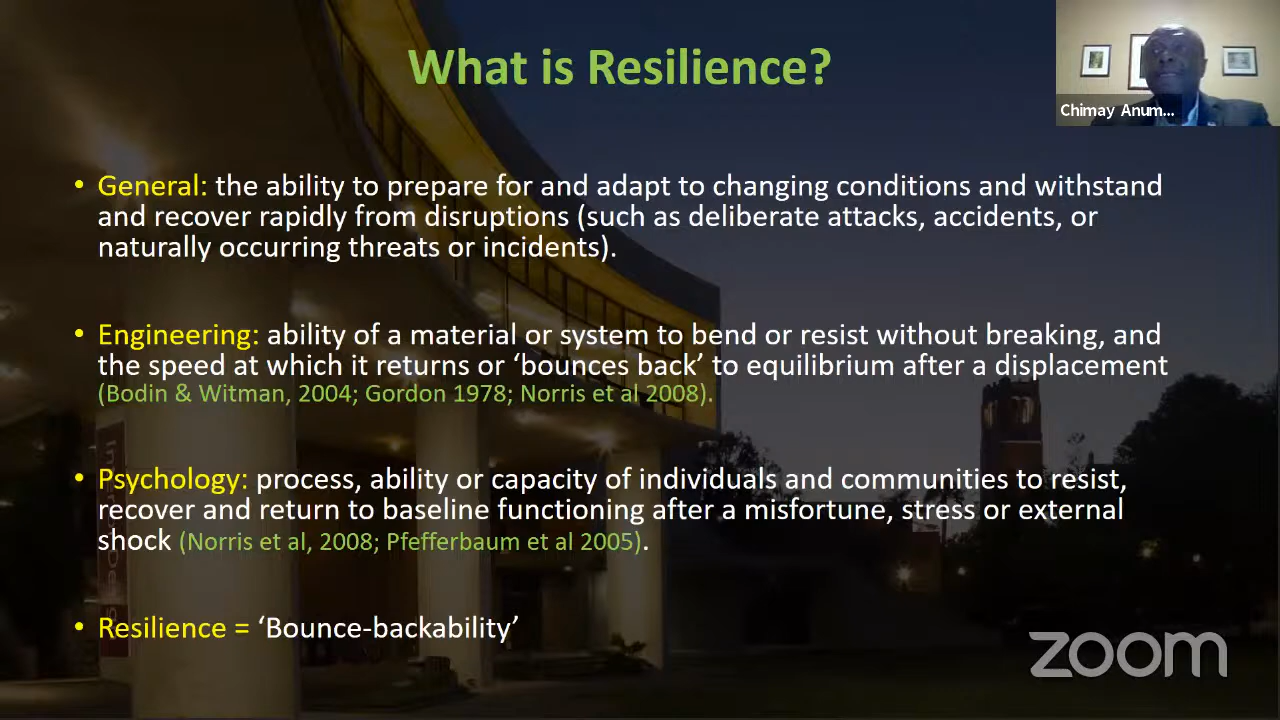 What is Resilience?
Chimay Anum...
• General: the ability to prepare for and adapt to changing conditions and withstand
and recover rapidly from disruptions (such as deliberate attacks, accidents, or
naturally occurring threats or incidents).
• Engineering: ability of a material or system to bend or resist without breaking, and
the speed at which it returns or ‘bounces back’ to equilibrium after a displacement
(Bodin & Witman, 2004; Gordon 1978; Norris et al 2008).
• Psychology: process, ability or capacity of individuals and communities to resist,
recover and return to baseline functioning after a misfortune, stress or external
shock (Norris et al, 2008; Pfefferbaum et al 2005).
• Resilience = ‘Bounce-backability’
zoom